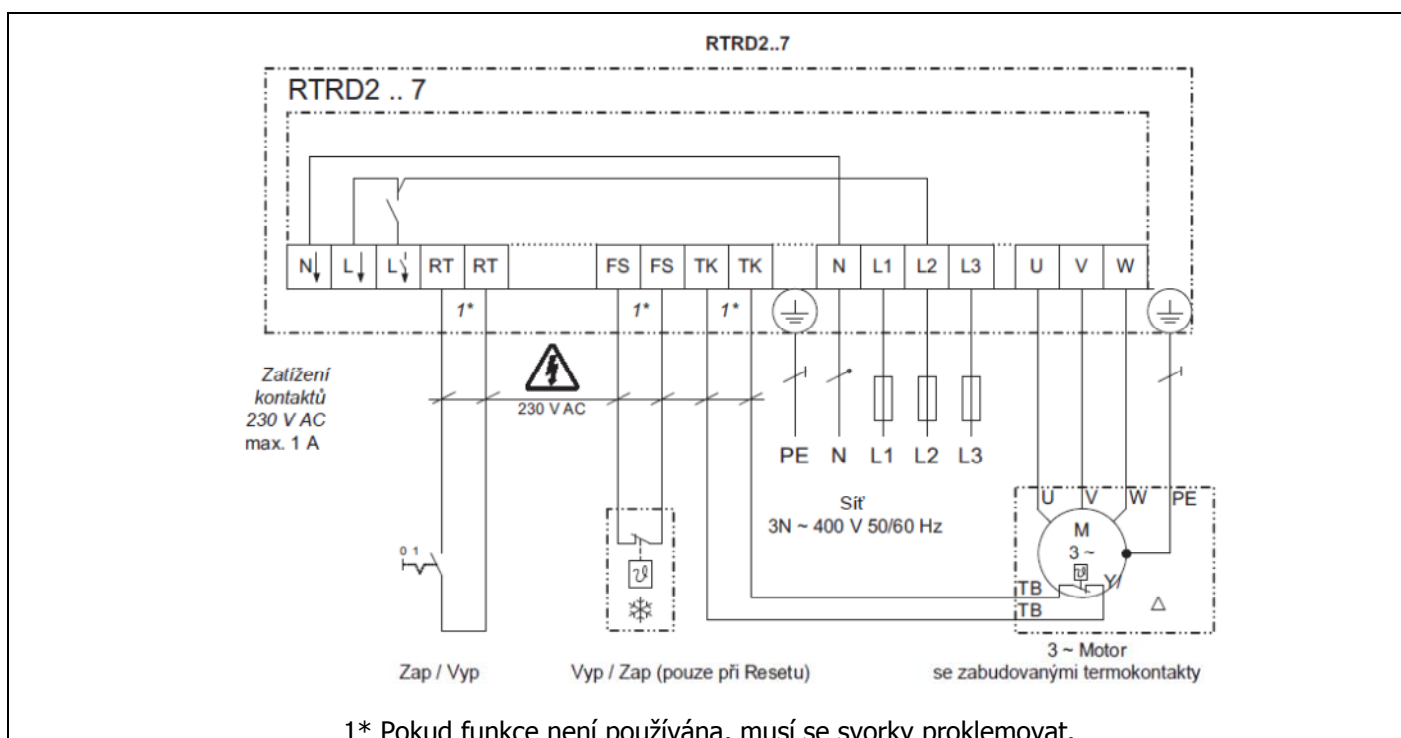 RTRD2..7
RTRD2 .. 7
N L L RT RT FS FS TK TK N L1 L2 L3 U V W
1* 1* 1*
Zatížení
kontaktů
230 V AC
max. 1 A
230 V AC
PE N L1 L2 L3
Síť
3N ~ 400 V 50/60 Hz
U V W PE
M
3 ~
ϑ
Y/
△
TB
TB
0 1
ϑ
Zap / Vyp
Vyp / Zap (pouze při Resetu)
3 ~ Motor
se zabudovanými termokontakty
1* Pokud funkce není používána, musí se svorky proklemovat.